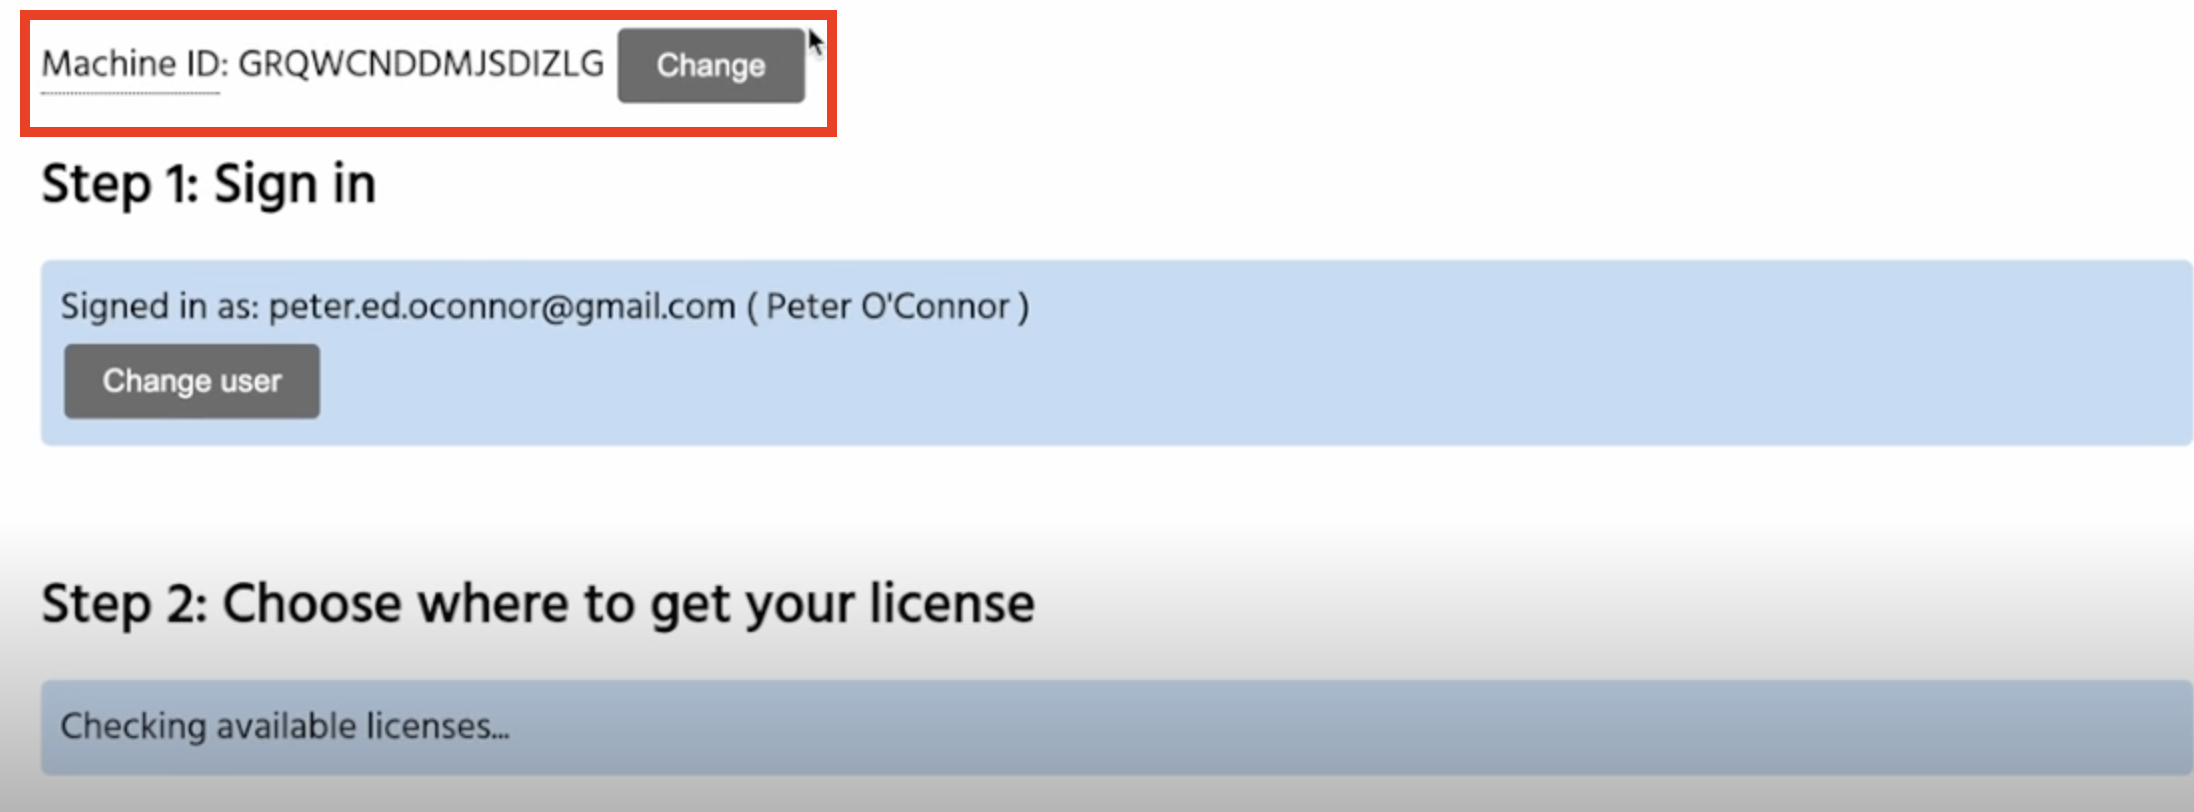 Machine ID: GRQWCNDDMJSDIZLG Change
Step 1: Sign in
Signed in as: peter.ed.oconnor@gmail.com ( Peter O'Connor )
Change user
Step 2: Choose where to get your license
Checking available licenses...